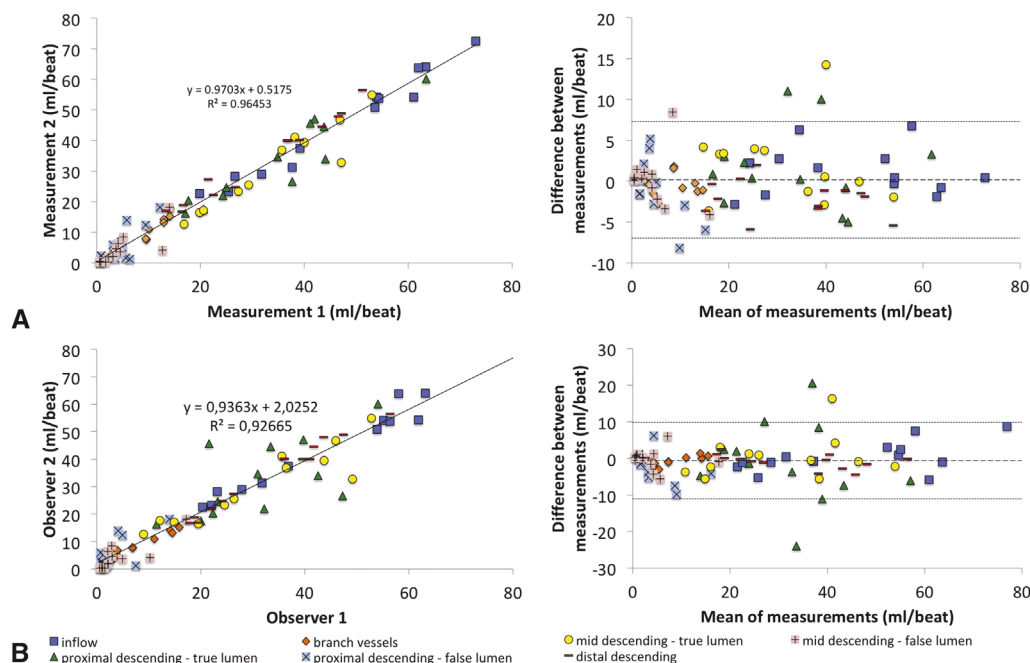 80
70
60
50
40
30
20
10
0
Measurement 2 (ml/beat)
y = 0.9703x + 0.5175
R² = 0.96453
0 20 40 60 80
Measurement 1 (ml/beat)
20
15
10
5
0
-5
-10
Difference between
measurements (ml/beat)
0 20 40 60 80
Mean of measurements (ml/beat)
A
80
70
60
50
40
30
20
10
0
Observer 2 (ml/beat)
y = 0,9363x + 2,0252
R² = 0,92665
0 20 40 60 80
Observer 1
30
20
10
0
-10
-20
-30
Difference between
measurements (ml/beat)
0 20 40 60 80
Mean of measurements (ml/beat)
B
inflow
branch vessels
mid descending - true lumen
mid descending - false lumen
proximal descending - true lumen
proximal descending - false lumen
distal descending